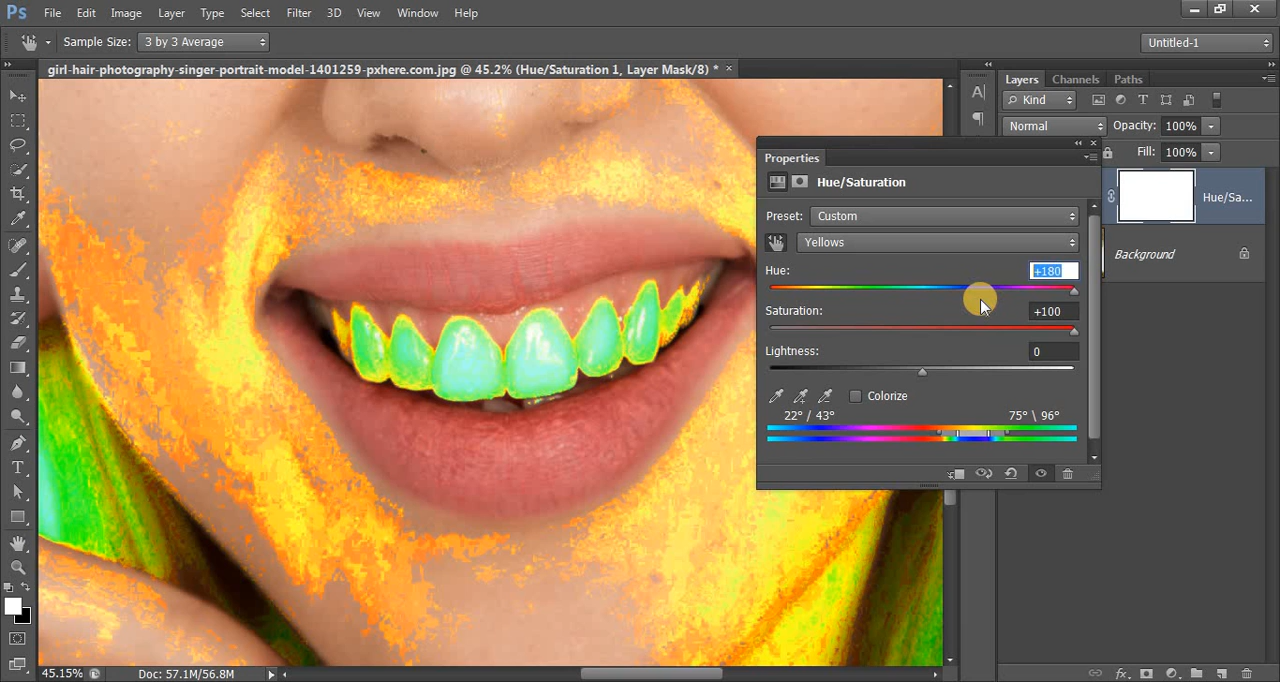 Ps File Edit Image Layer Type Select Filter 3D View Window Help
Sample Size: 3 by 3 Average Untitled-1
girl-hair-photography-singer-portrait-model-1401259-pxhere.com.jpg @ 45.2% (Hue/Saturation 1, Layer Mask/8) *
Layers Channels Paths
Kind
Normal Opacity: 100%
Fill: 100%
Properties
Hue/Saturation
Hue/Sa...
Preset: Custom
Yellows
Background
Hue: +180
Saturation: +100
Lightness: 0
Colorize
22° / 43° 75° \ 96°
45.15% Doc: 57.1M/56.8M